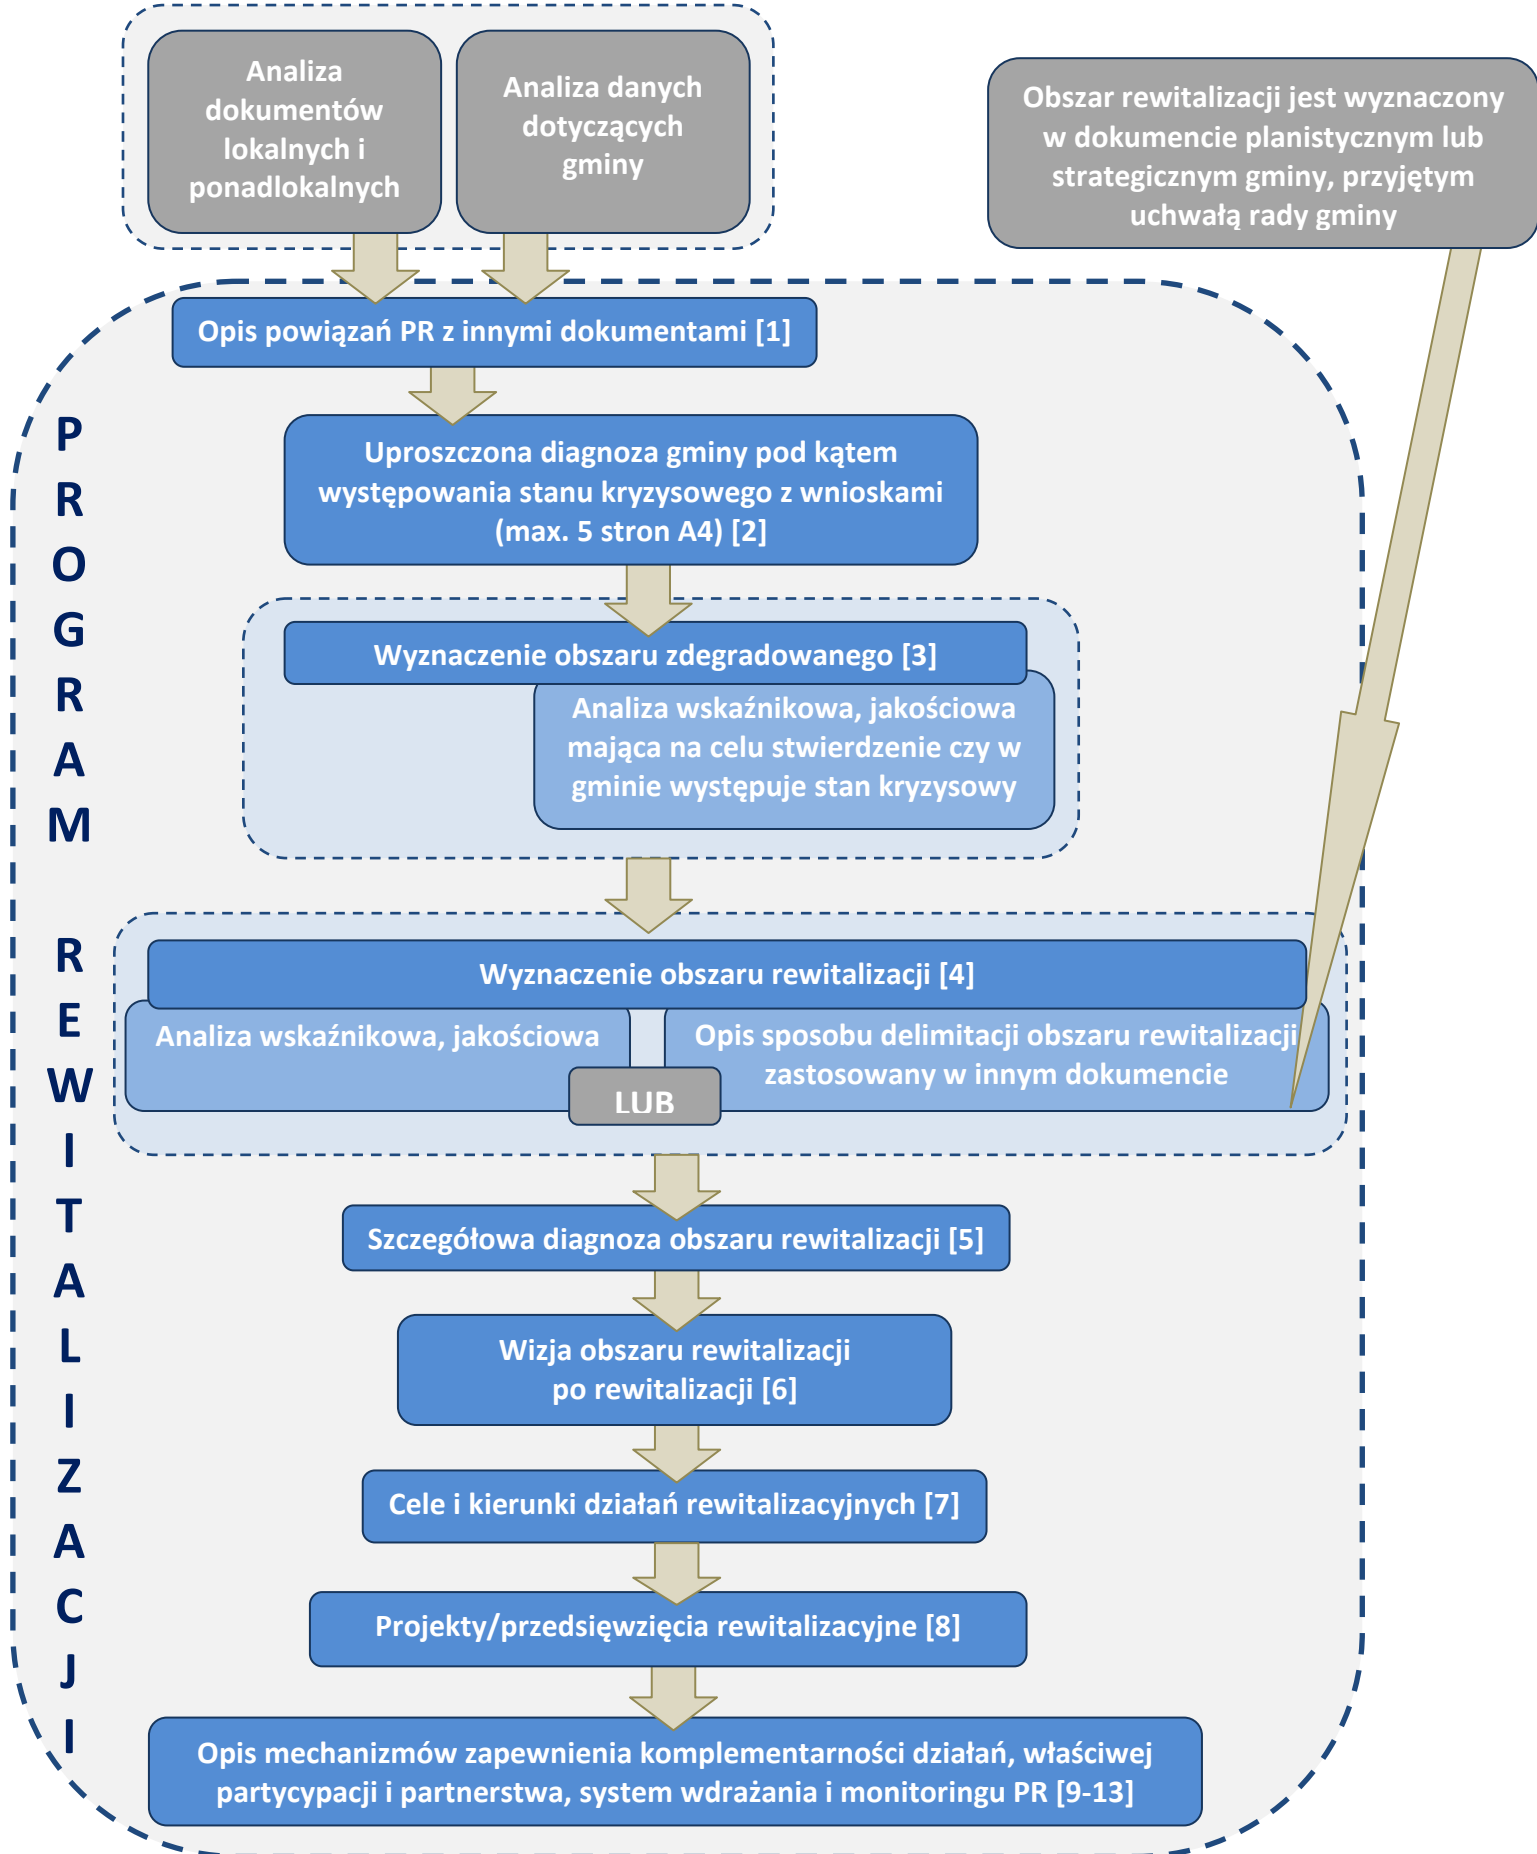 Analiza
dokumentów
lokalnych i
ponadlokalnych
Analiza danych
dotyczących
gminy
Obszar rewitalizacji jest wyznaczony
w dokumencie planistycznym lub
strategicznym gminy, przyjętym
uchwałą rady gminy
P
R
O
G
R
A
M
R
E
W
I
T
A
L
I
Z
A
C
J
I
Opis powiązań PR z innymi dokumentami [1]
Uproszczona diagnoza gminy pod kątem
występowania stanu kryzysowego z wnioskami
(max. 5 stron A4) [2]
Wyznaczenie obszaru zdegradowanego [3]
Analiza wskaźnikowa, jakościowa
mająca na celu stwierdzenie czy w
gminie występuje stan kryzysowy
Wyznaczenie obszaru rewitalizacji [4]
Analiza wskaźnikowa, jakościowa
LUB
Opis sposobu delimitacji obszaru rewitalizacji
zastosowany w innym dokumencie
Szczegółowa diagnoza obszaru rewitalizacji [5]
Wizja obszaru rewitalizacji
po rewitalizacji [6]
Cele i kierunki działań rewitalizacyjnych [7]
Projekty/przedsięwzięcia rewitalizacyjne [8]
Opis mechanizmów zapewnienia komplementarności działań, właściwej
partycypacji i partnerstwa, system wdrażania i monitoringu PR [9-13]